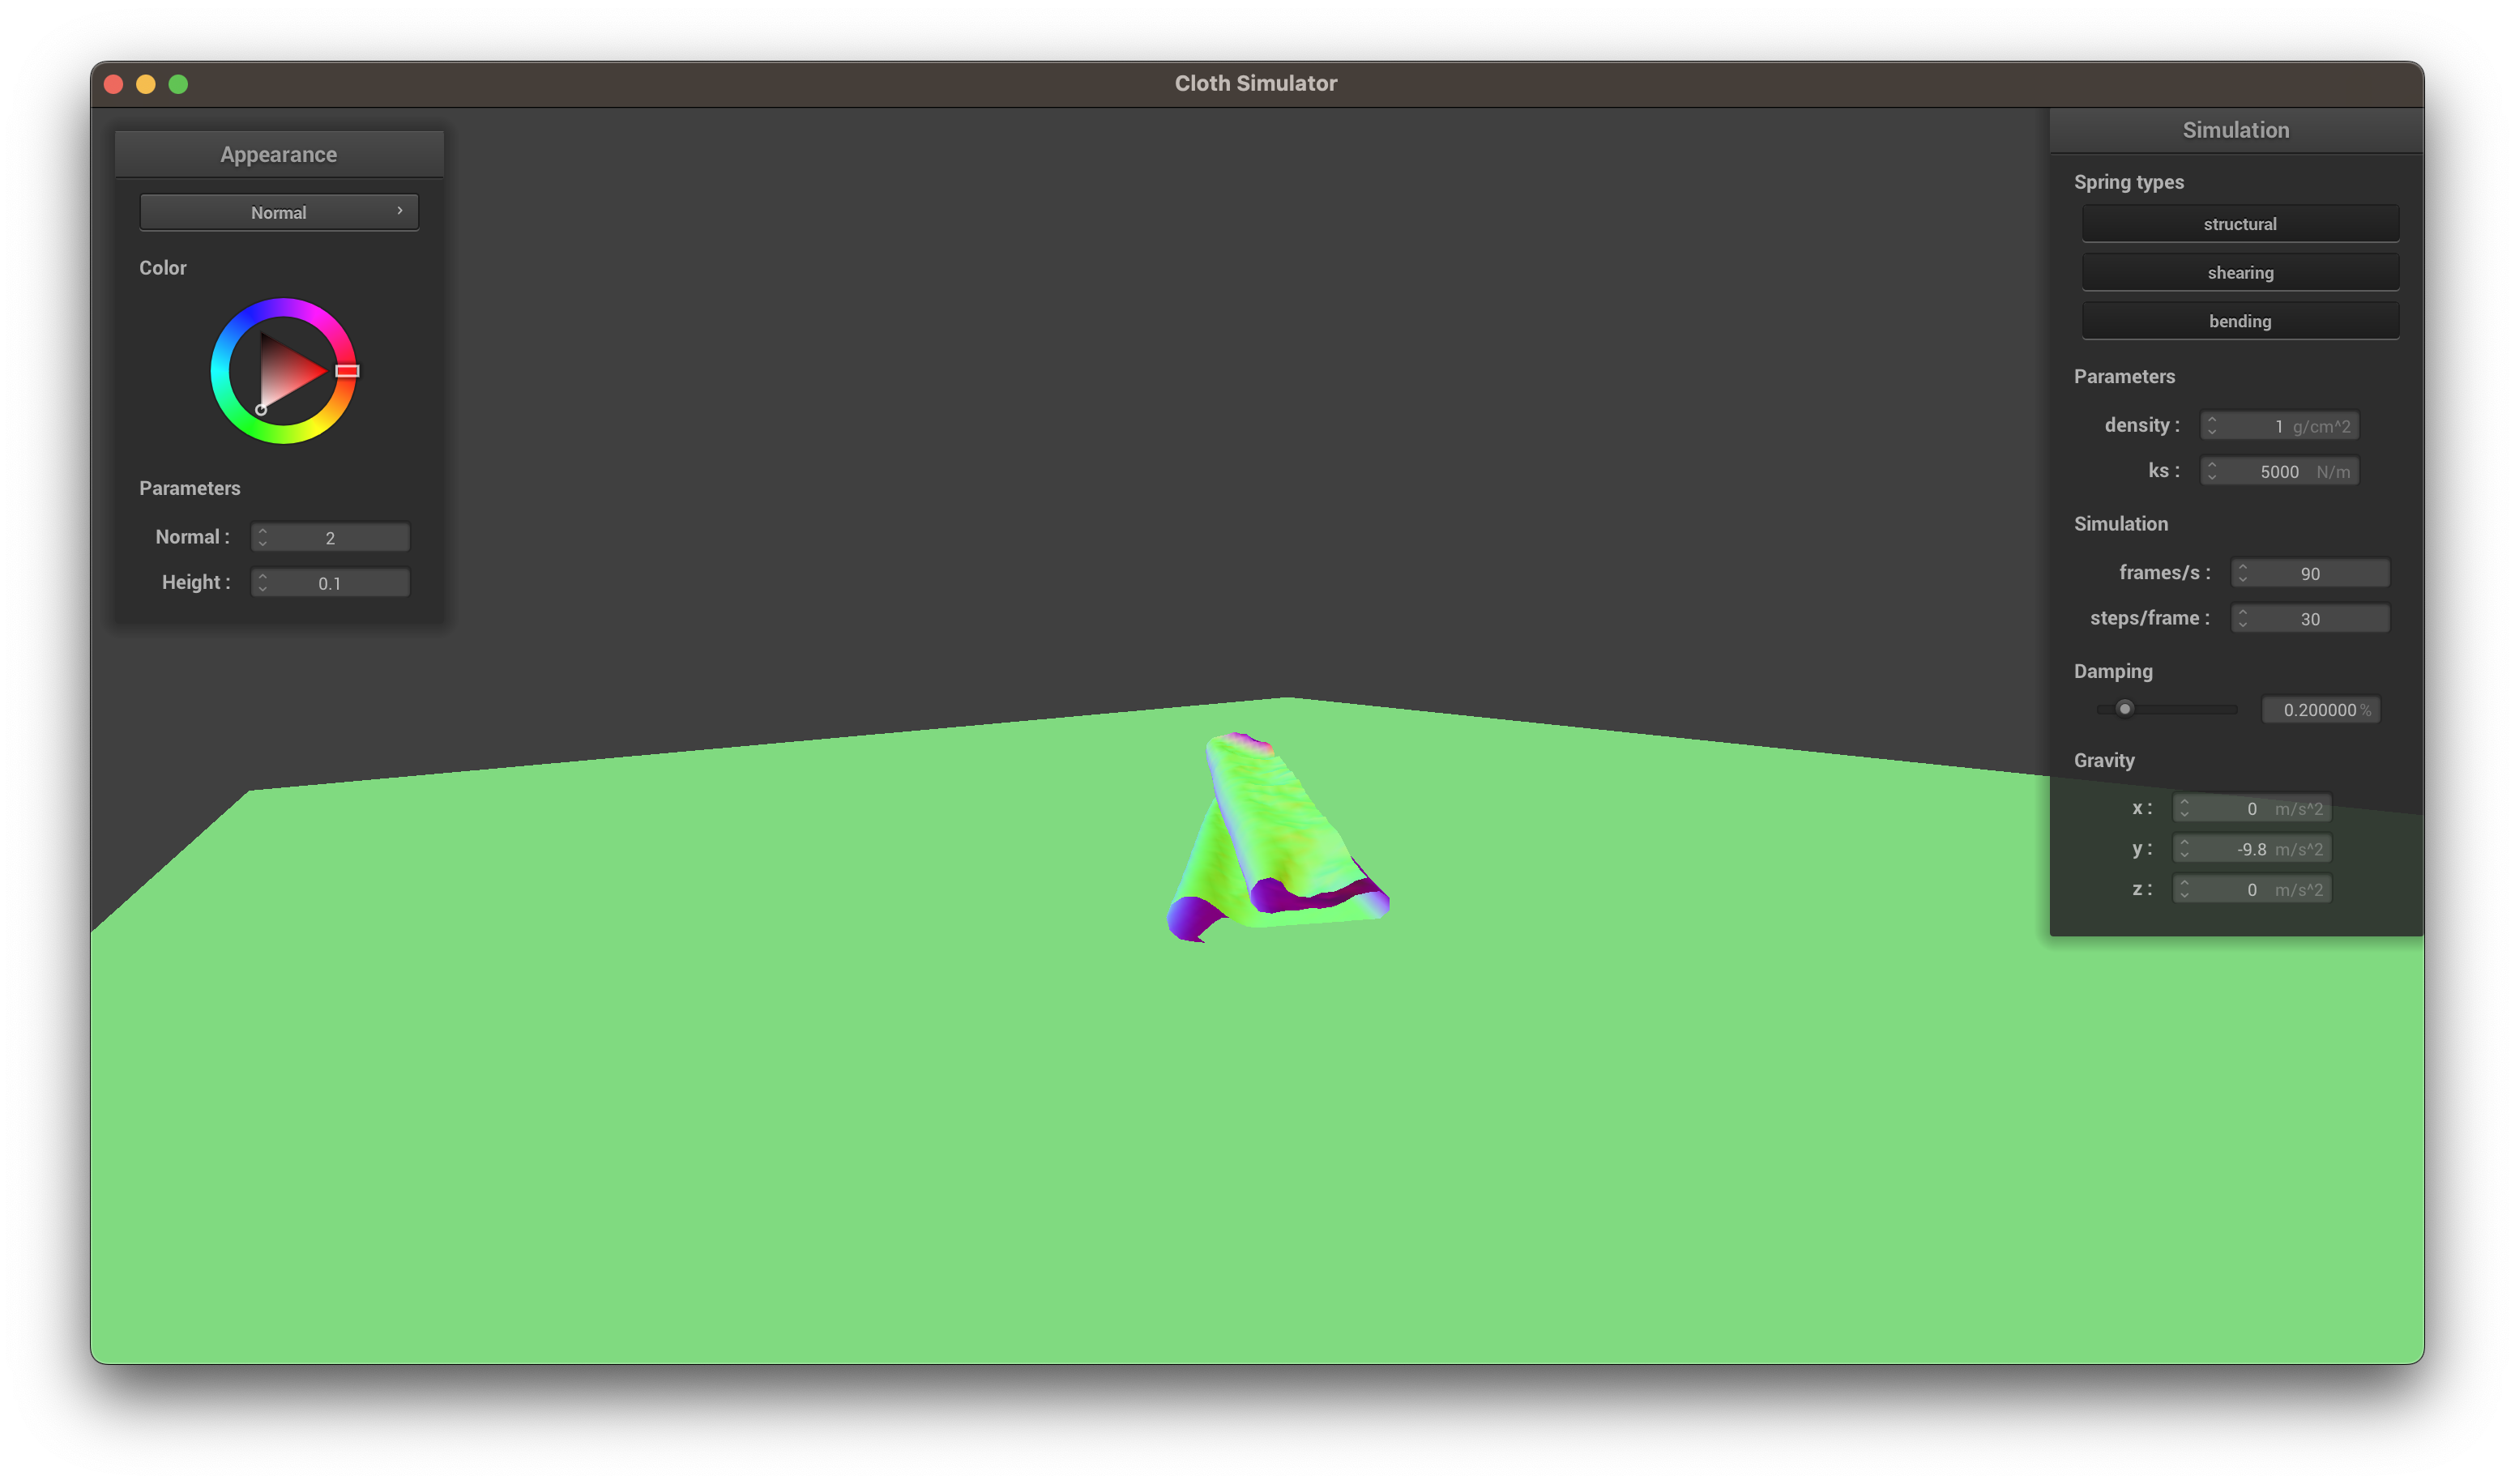 Cloth Simulator
Appearance
Normal
Color
Parameters
Normal : 2
Height : 0.1
Simulation
Spring types
structural
shearing
bending
Parameters
density : 1 g/cm^2
ks : 5000 N/m
Simulation
frames/s : 90
steps/frame : 30
Damping
0.200000 %
Gravity
x : 0 m/s^2
y : -9.8 m/s^2
z : 0 m/s^2